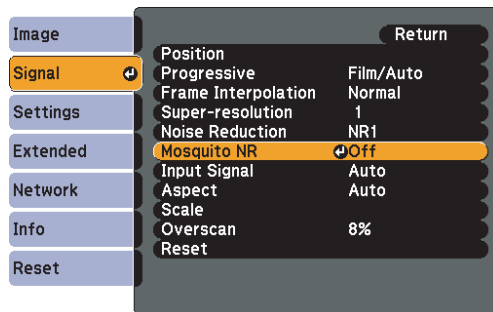 Image
Signal
Settings
Extended
Network
Info
Reset
Return
Position
Progressive Film/Auto
Frame Interpolation Normal
Super-resolution 1
Noise Reduction NR1
Mosquito NR Off
Input Signal Auto
Aspect Auto
Scale
Overscan 8%
Reset